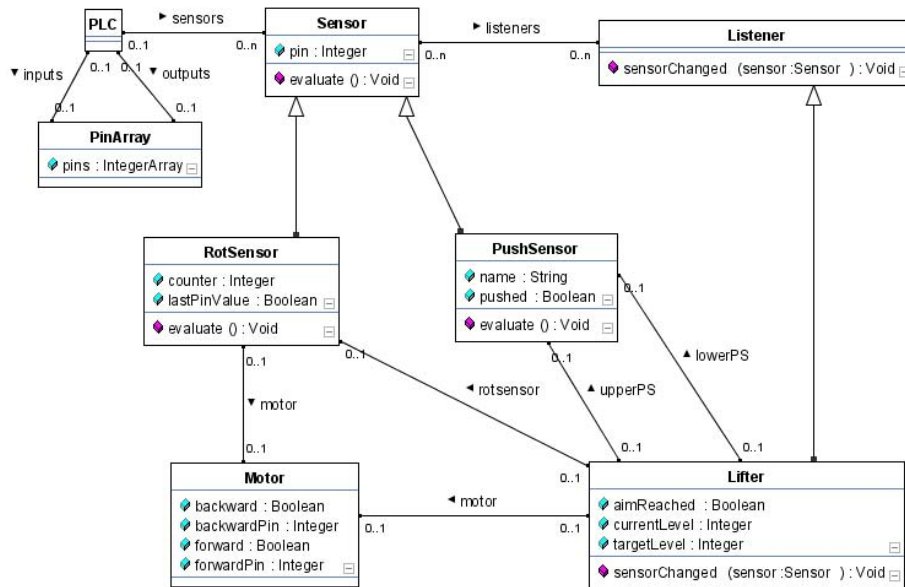 PLC
▶ sensors
0..1
0..n
Sensor
pin : Integer
evaluate () : Void
▶ listeners
0..n
0..n
Listener
sensorChanged (sensor :Sensor ) : Void
▼ inputs
0..1
0..1
▼ outputs
0..1
0..1
PinArray
pins : IntegerArray
RotSensor
counter : Integer
lastPinValue : Boolean
evaluate () : Void
PushSensor
name : String
pushed : Boolean
evaluate () : Void
0..1
0..1
0..1
0..1
▲ lowerPS
◀ rotsensor
▲ upperPS
▼ motor
0..1
0..1
0..1
0..1
Motor
backward : Boolean
backwardPin : Integer
forward : Boolean
forwardPin : Integer
◀ motor
0..1
0..1
Lifter
aimReached : Boolean
currentLevel : Integer
targetLevel : Integer
sensorChanged (sensor :Sensor ) : Void